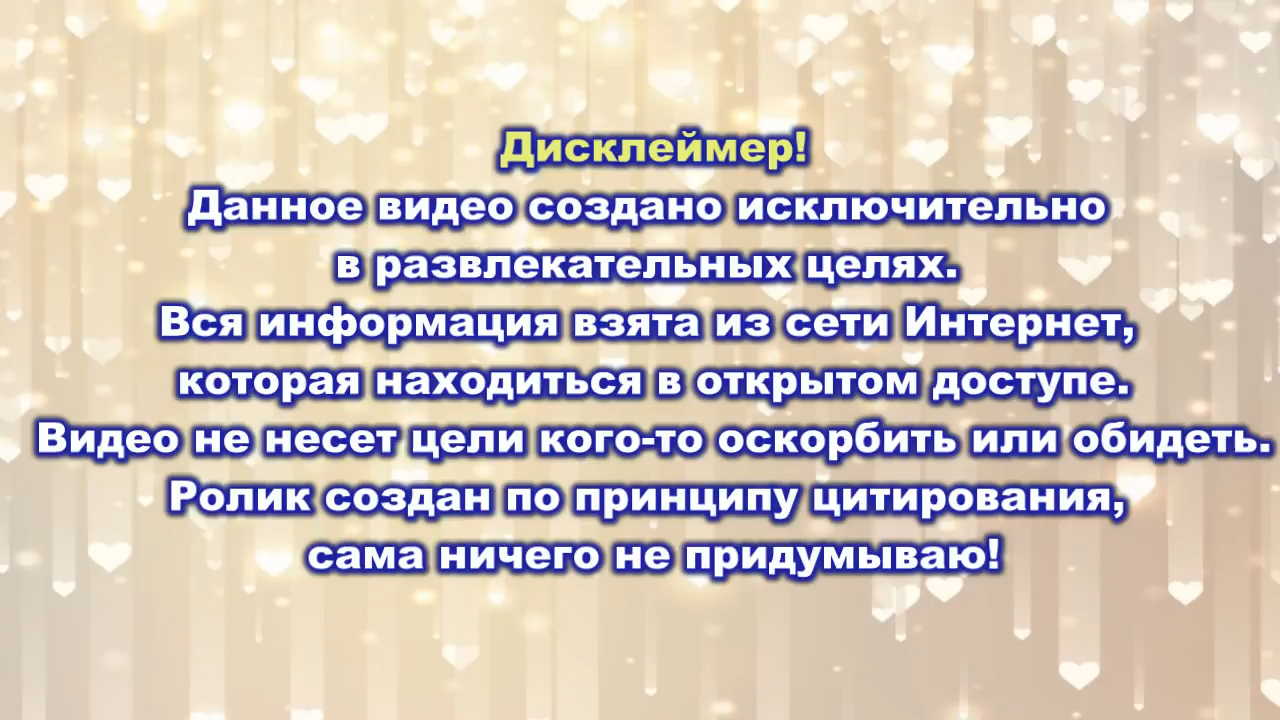 Дисклеймер!
Данное видео создано исключительно
в развлекательных целях.
Вся информация взята из сети Интернет,
которая находиться в открытом доступе.
Видео не несет цели кого-то оскорбить или обидеть.
Ролик создан по принципу цитирования,
сама ничего не придумываю!